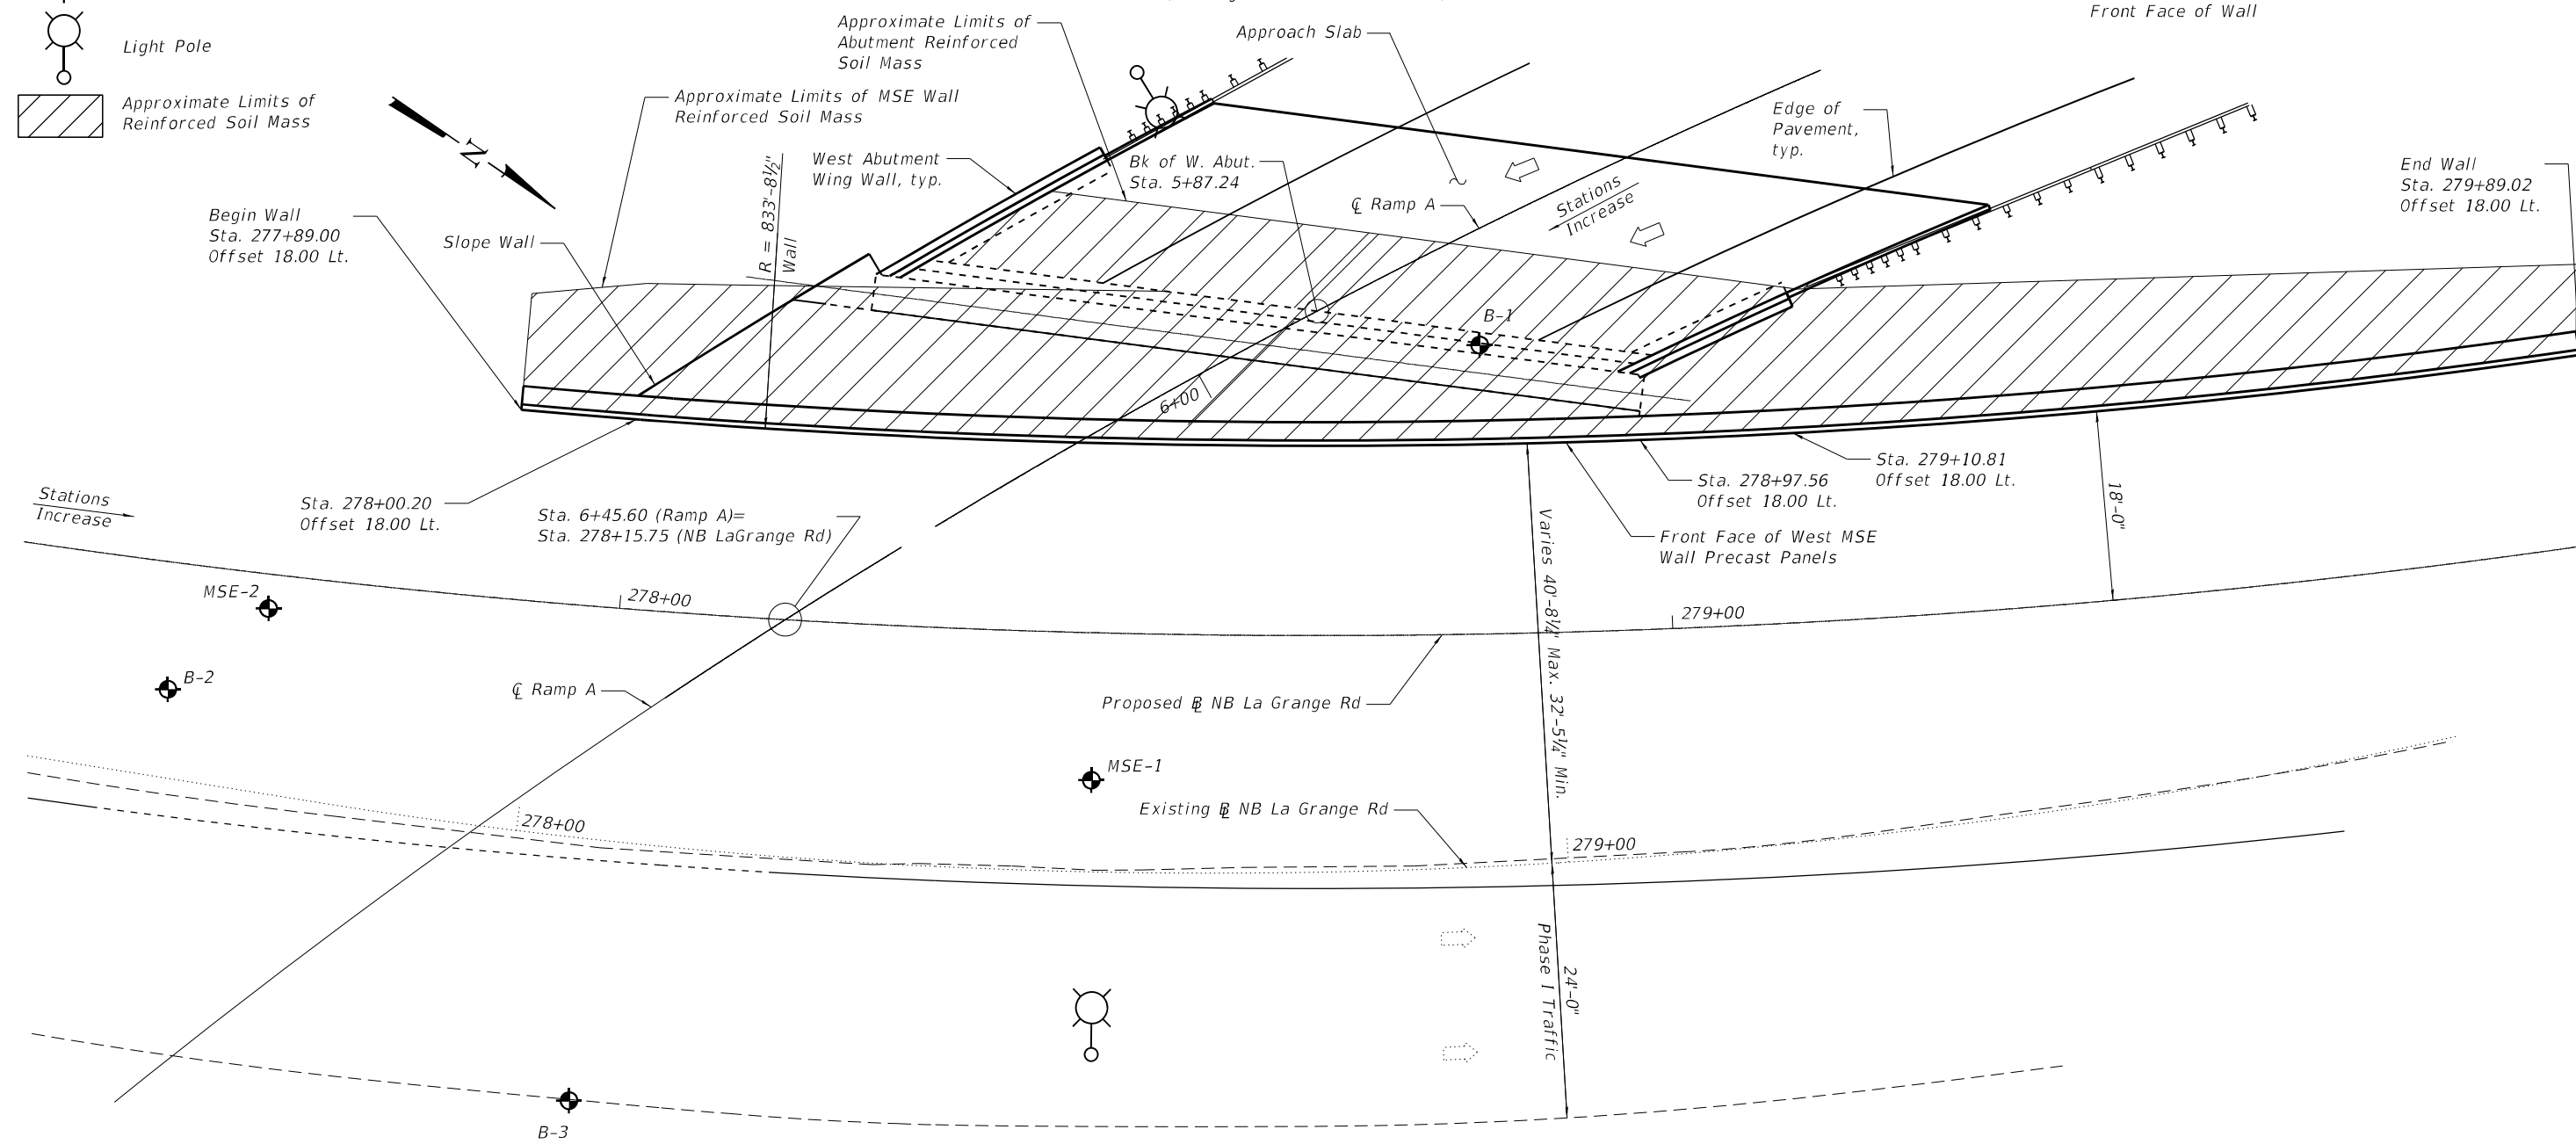 Light Pole
Approximate Limits of
Reinforced Soil Mass
N
Approximate Limits of
Abutment Reinforced
Soil Mass
Approach Slab
Front Face of Wall
Approximate Limits of MSE Wall
Reinforced Soil Mass
West Abutment
Wing Wall, typ.
R = 833'-8½"
Wall
Bk of W. Abut.
Sta. 5+87.24
℄ Ramp A
Stations
Increase
Edge of
Pavement,
typ.
End Wall
Sta. 279+89.02
Offset 18.00 Lt.
Begin Wall
Sta. 277+89.00
Offset 18.00 Lt.
Slope Wall
B-1
6+00
Stations
Increase
Sta. 278+00.20
Offset 18.00 Lt.
Sta. 6+45.60 (Ramp A)=
Sta. 278+15.75 (NB LaGrange Rd)
Sta. 278+97.56
Offset 18.00 Lt.
Sta. 279+10.81
Offset 18.00 Lt.
Front Face of West MSE
Wall Precast Panels
18'-0"
MSE-2
278+00
279+00
B-2
℄ Ramp A
Proposed BL NB La Grange Rd
Varies 40'-8¼" Max. 32'-5¼" Min.
MSE-1
Existing BL NB La Grange Rd
278+00
279+00
Phase I Traffic
24'-0"
B-3